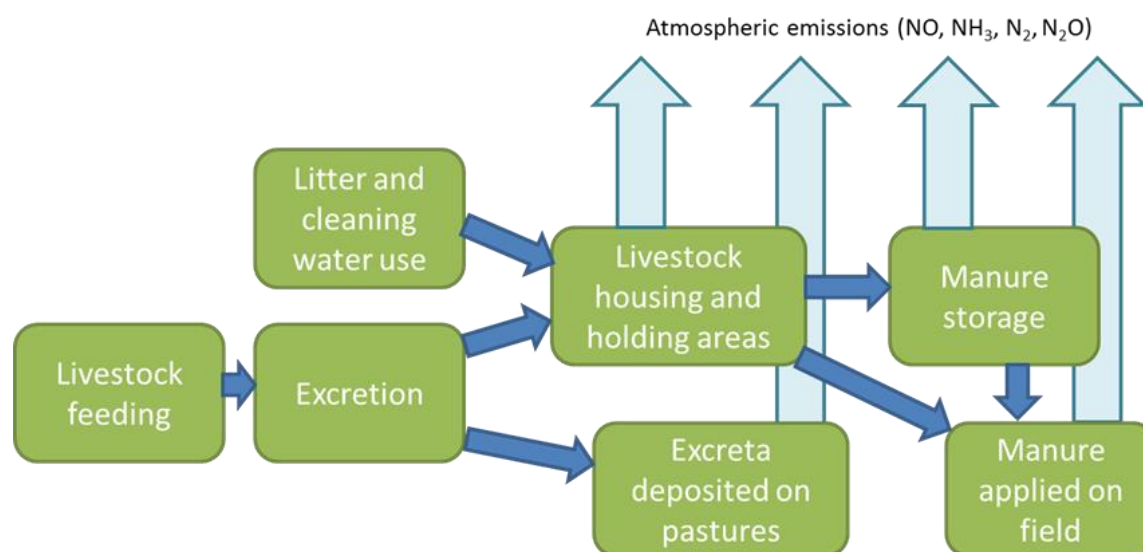 Atmospheric emissions (NO, NH₃, N₂, N₂O)
Litter and
cleaning
water use
Livestock
housing and
holding areas
Manure
storage
Livestock
feeding
Excretion
Excreta
deposited on
pastures
Manure
applied on
field